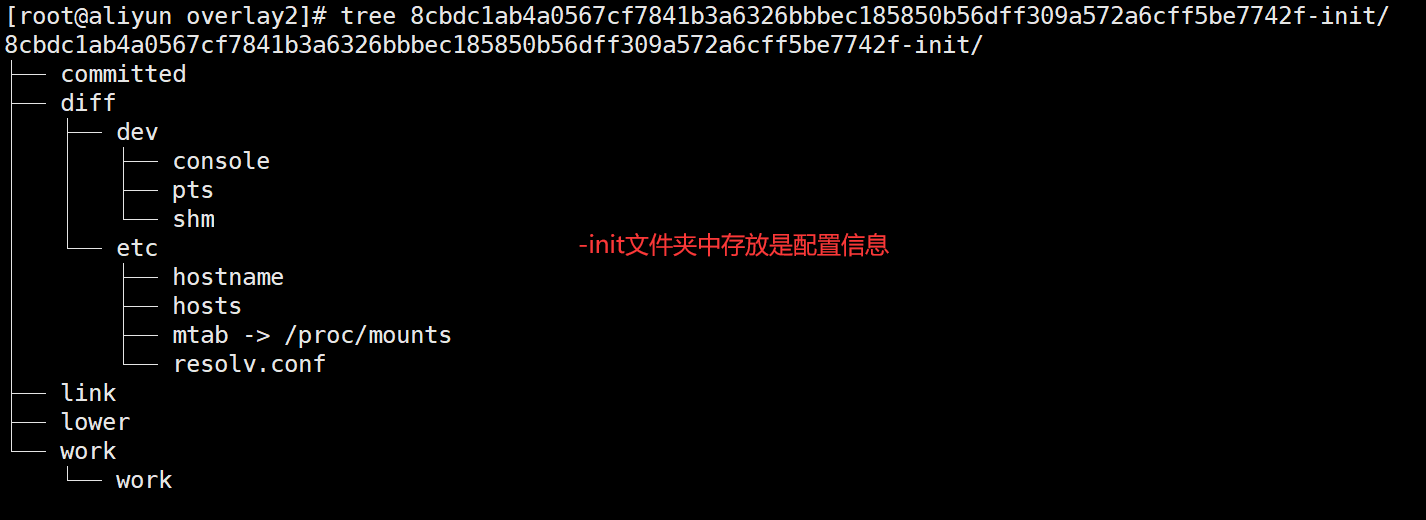 [root@aliyun overlay2]# tree 8cbdc1ab4a0567cf7841b3a6326bbbec185850b56dff309a572a6cff5be7742f-init/
8cbdc1ab4a0567cf7841b3a6326bbbec185850b56dff309a572a6cff5be7742f-init/
├── committed
├── diff
│   ├── dev
│   │   ├── console
│   │   ├── pts
│   │   └── shm
│   └── etc
-init文件夹中存放是配置信息
│       ├── hostname
│       ├── hosts
│       ├── mtab -> /proc/mounts
│       └── resolv.conf
├── link
├── lower
└── work
    └── work